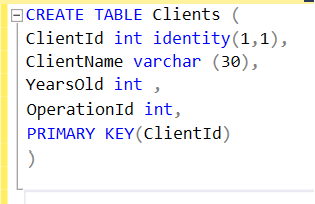 CREATE TABLE Clients (
ClientId int identity(1,1),
ClientName varchar (30),
YearsOld int ,
OperationId int,
PRIMARY KEY(ClientId)
)